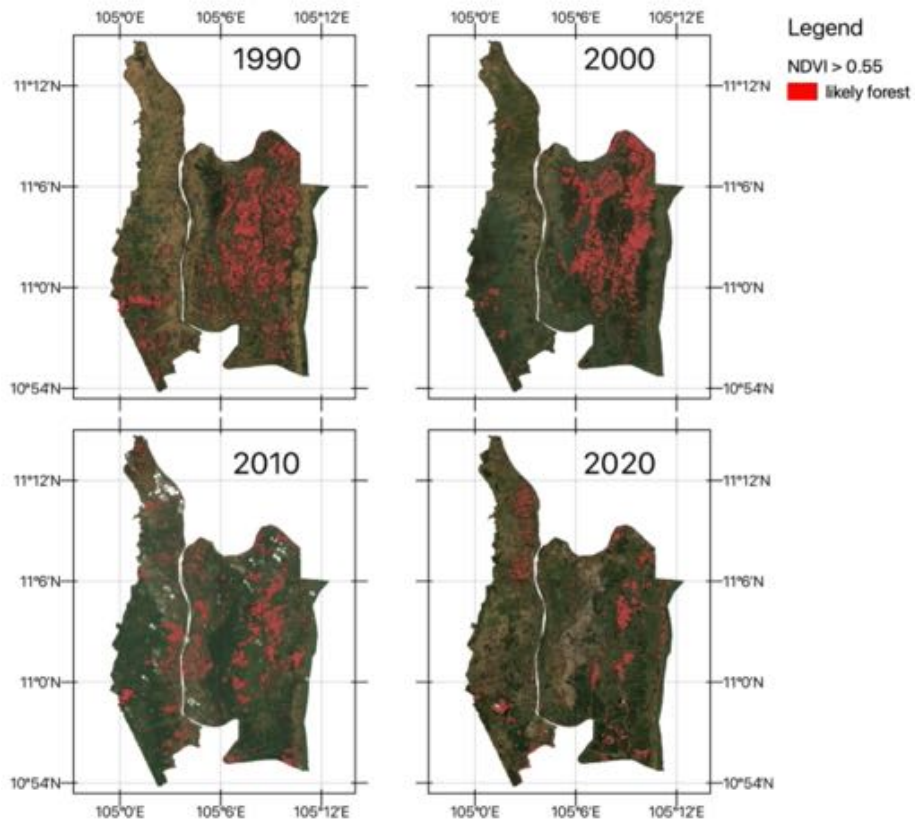 105°0'E 105°6'E 105°12'E 105°0'E 105°6'E 105°12'E
Legend
1990 2000
NDVI > 0.55
11°12'N 11°12'N
likely forest
11°6'N 11°6'N
11°0'N 11°0'N
10°54'N 10°54'N
2010 2020
11°12'N 11°12'N
11°6'N 11°6'N
11°0'N 11°0'N
10°54'N 10°54'N
105°0'E 105°6'E 105°12'E 105°0'E 105°6'E 105°12'E